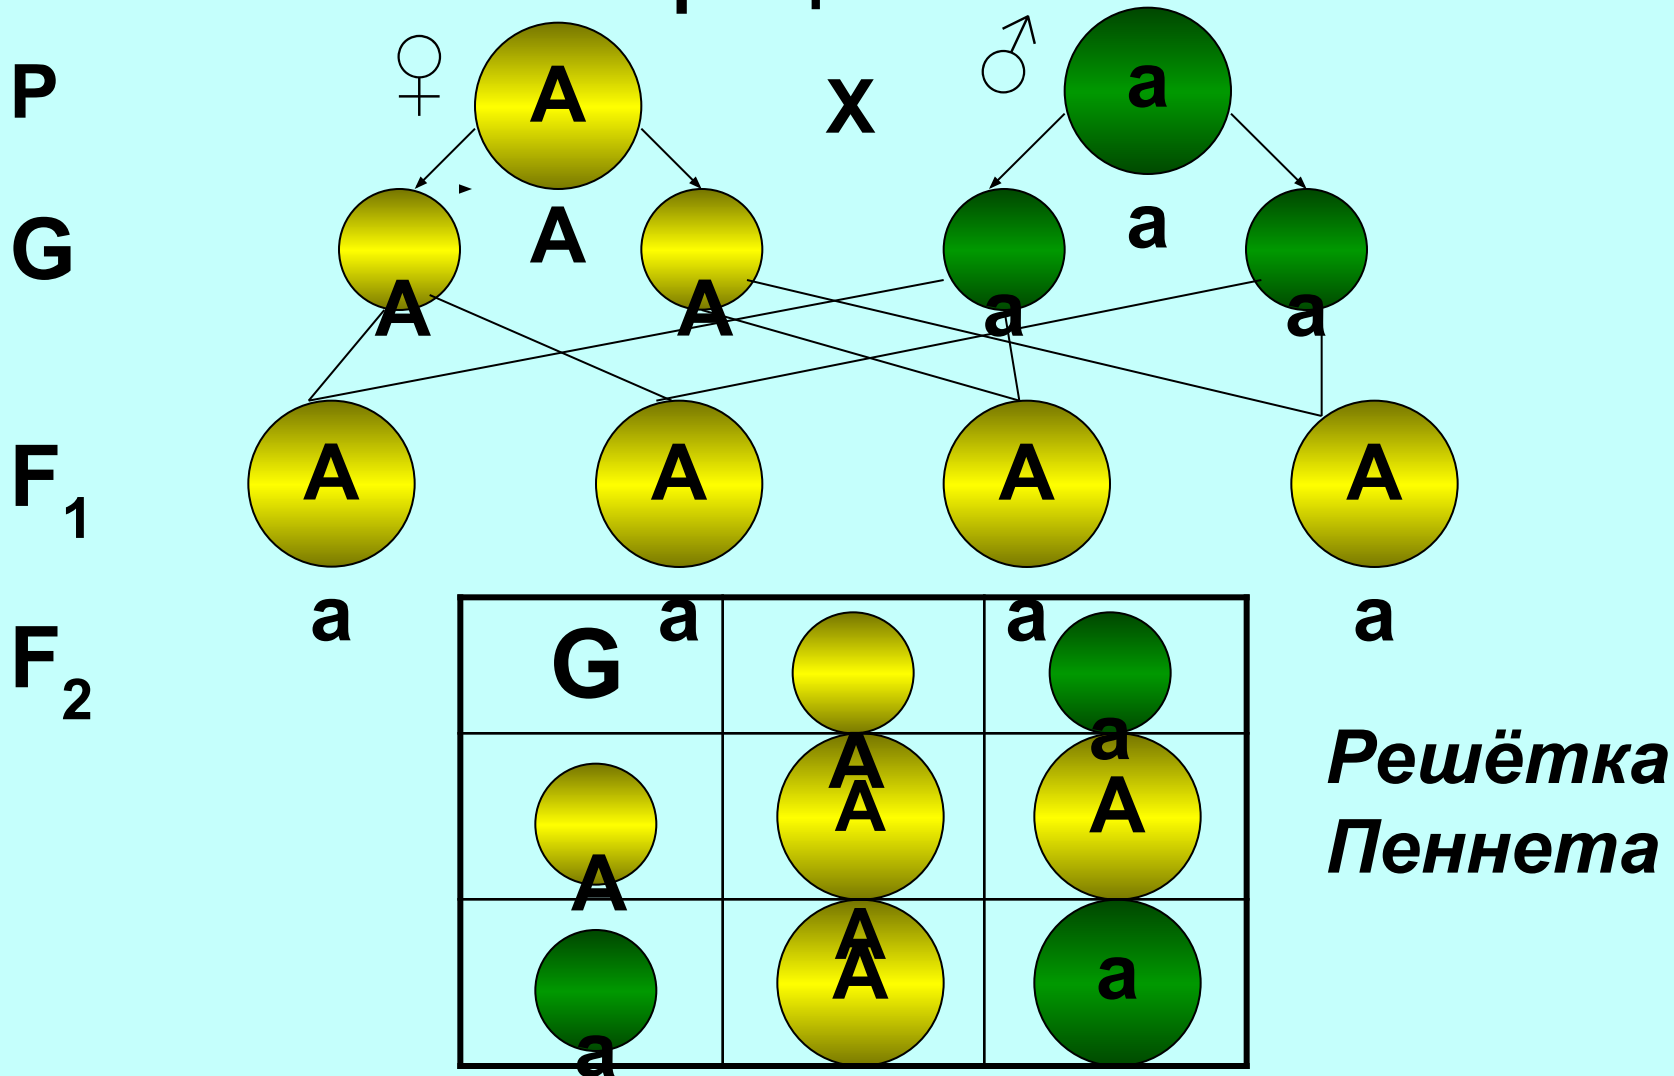 P ♀ A X ♂ a
G A a
A A a a
F1 A A A A
a a a a
F2 G
A a
A A
A
A
A a
a
Решётка
Пеннета